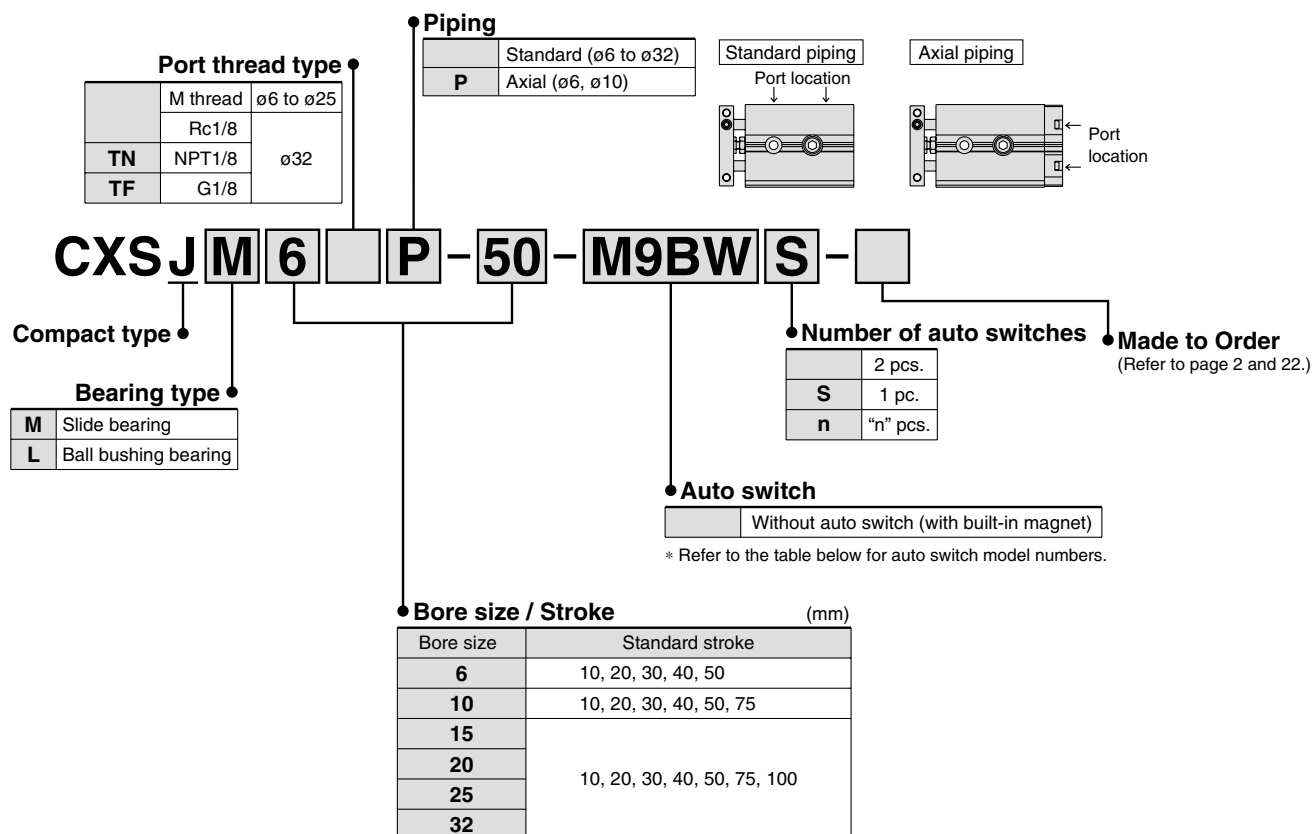 Piping
Standard (ø6 to ø32)
P Axial (ø6, ø10)
Standard piping
Port location
Axial piping
Port
location
Port thread type
M thread ø6 to ø25
Rc1/8
TN NPT1/8 ø32
TF G1/8
CXSJ M 6 P - 50 - M9BW S -
Compact type
Bearing type
M Slide bearing
L Ball bushing bearing
Number of auto switches
2 pcs.
S 1 pc.
n “n” pcs.
Made to Order
(Refer to page 2 and 22.)
Auto switch
Without auto switch (with built-in magnet)
∗ Refer to the table below for auto switch model numbers.
Bore size / Stroke (mm)
Bore size Standard stroke
6 10, 20, 30, 40, 50
10 10, 20, 30, 40, 50, 75
15
20
10, 20, 30, 40, 50, 75, 100
25
32